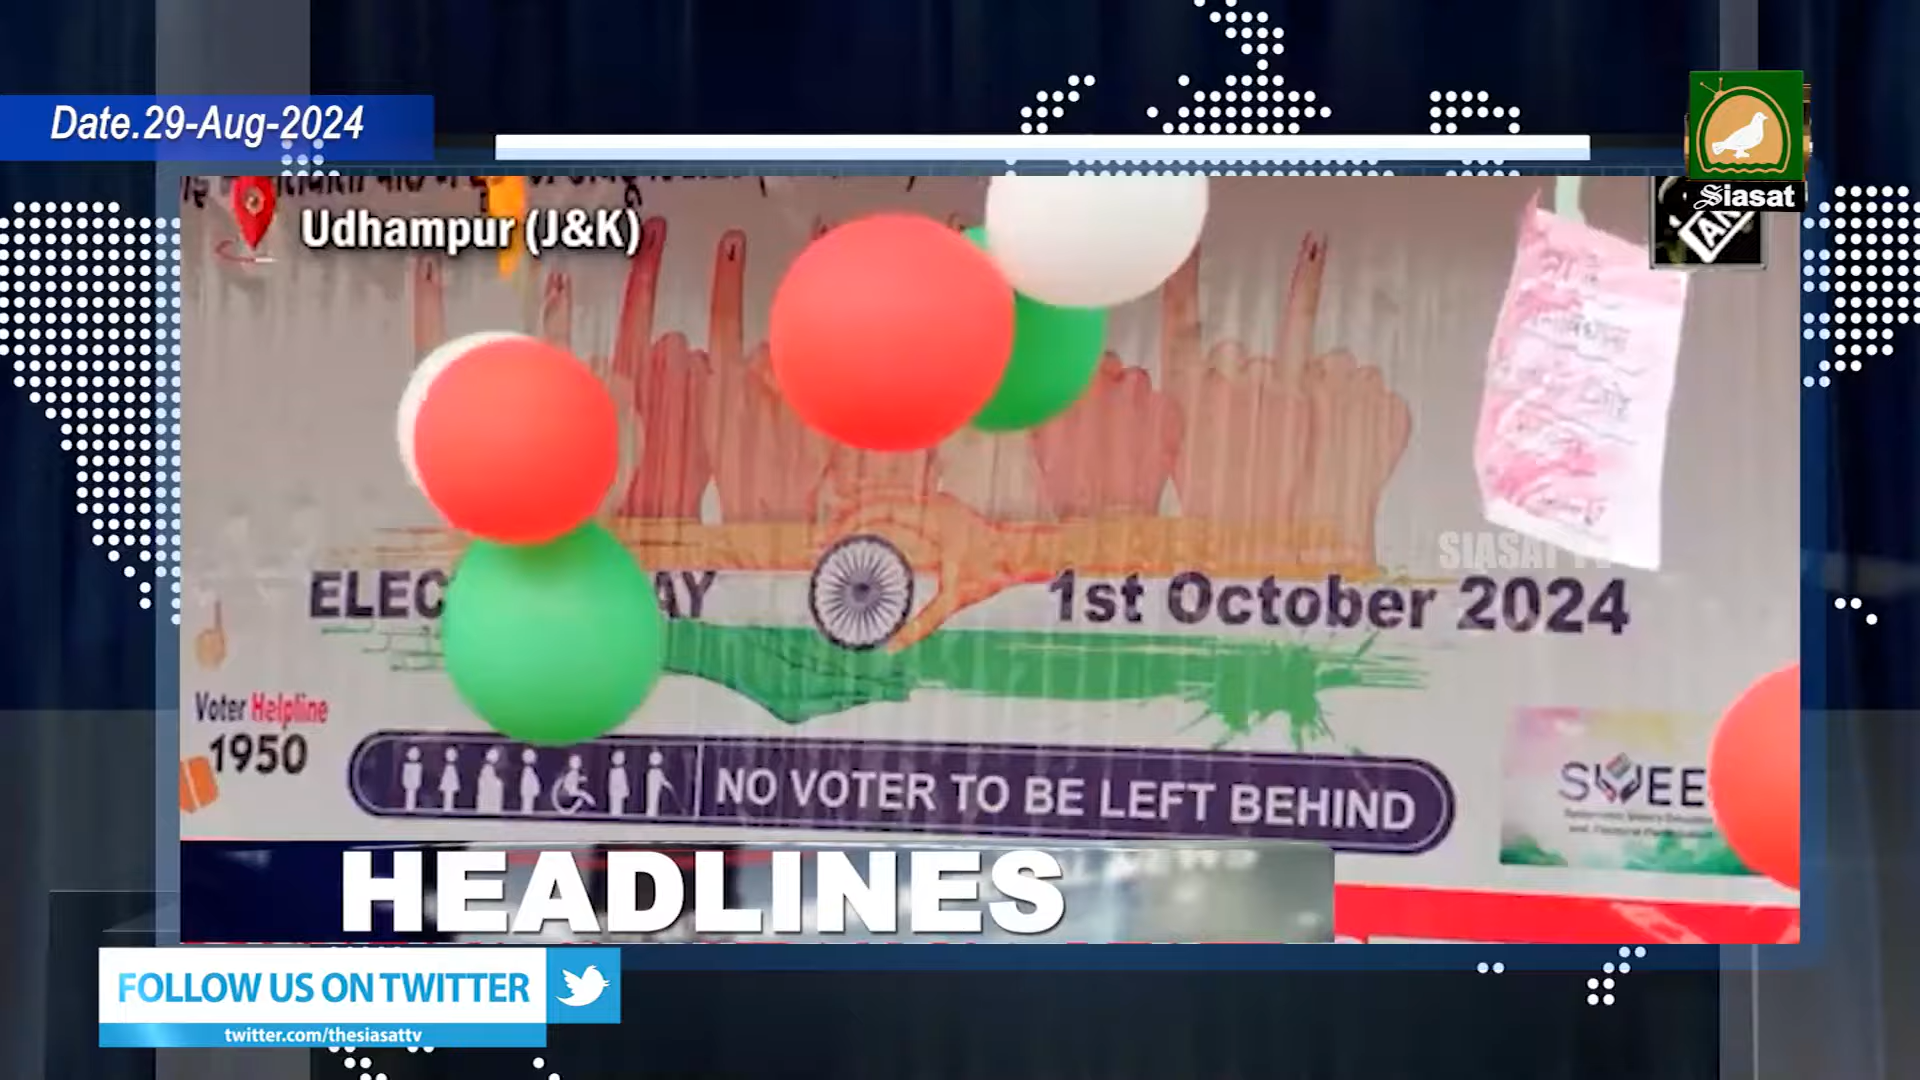 Date.29-Aug-2024
Siasat
Udhampur (J&K)
SIASAT TV
ELEC AY
1st October 2024
Voter Helpline
1950
NO VOTER TO BE LEFT BEHIND
SVEE
HEADLINES
FOLLOW US ON TWITTER
twitter.com/thesiasattv